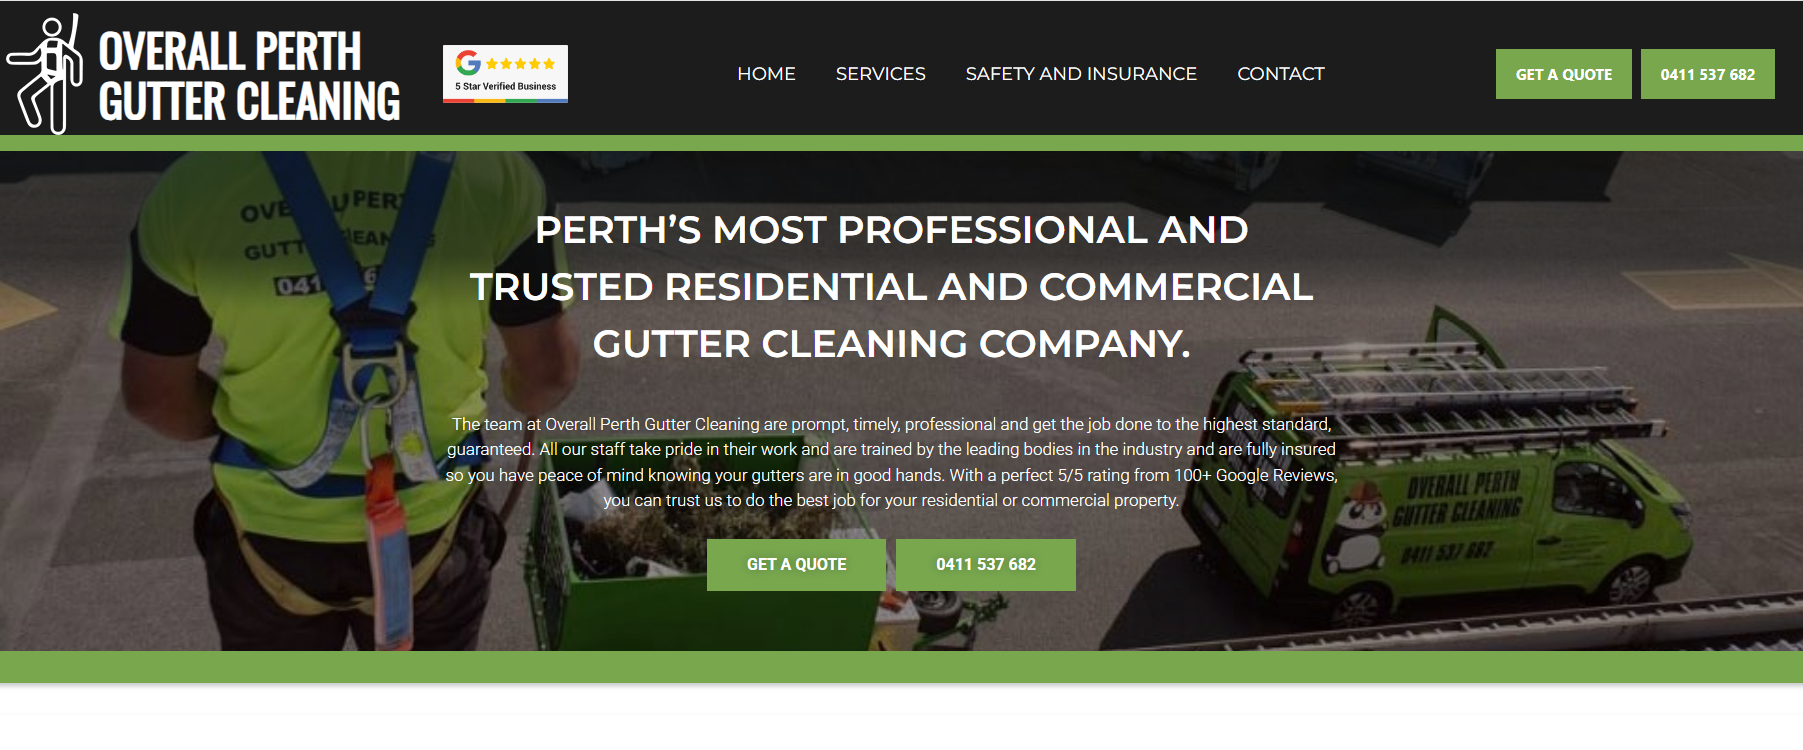 OVERALL PERTH
GUTTER CLEANING
5 Star Verified Business
HOME
SERVICES
SAFETY AND INSURANCE
CONTACT
GET A QUOTE
0411 537 682
PERTH’S MOST PROFESSIONAL AND
TRUSTED RESIDENTIAL AND COMMERCIAL
GUTTER CLEANING COMPANY.
The team at Overall Perth Gutter Cleaning are prompt, timely, professional and get the job done to the highest standard,
guaranteed. All our staff take pride in their work and are trained by the leading bodies in the industry and are fully insured
so you have peace of mind knowing your gutters are in good hands. With a perfect 5/5 rating from 100+ Google Reviews,
you can trust us to do the best job for your residential or commercial property.
GET A QUOTE
0411 537 682
OVERALL PERTH
GUTTER CLEANING
0411 537 682